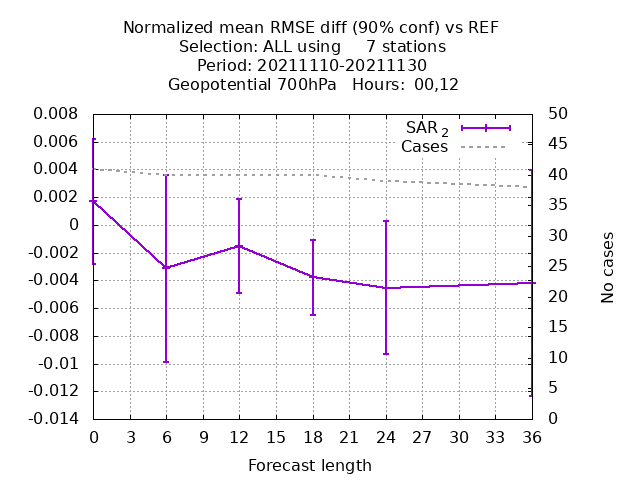 Normalized mean RMSE diff (90% conf) vs REF
Selection: ALL using     7 stations
Period: 20211110-20211130
Geopotential 700hPa   Hours: 00,12
0.008
0.006
0.004
0.002
0
-0.002
-0.004
-0.006
-0.008
-0.01
-0.012
-0.014
SAR 2
Cases
50
45
40
35
30
25
20
15
10
5
0
No cases
0 3 6 9 12 15 18 21 24 27 30 33 36
Forecast length